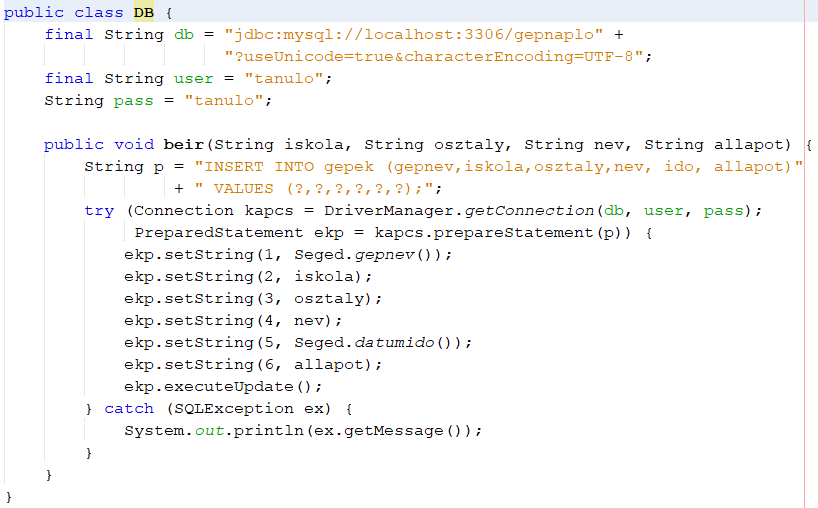 public class DB {
    final String db = "jdbc:mysql://localhost:3306/gepnaplo" +
                      "?useUnicode=true&characterEncoding=UTF-8";
    final String user = "tanulo";
    String pass = "tanulo";

    public void beir(String iskola, String osztaly, String nev, String allapot) {
        String p = "INSERT INTO gepek (gepnev,iskola,osztaly,nev, ido, allapot)"
                 + " VALUES (?,?,?,?,?,?);";
        try (Connection kapcs = DriverManager.getConnection(db, user, pass);
             PreparedStatement ekp = kapcs.prepareStatement(p)) {
            ekp.setString(1, Seged.gepnev());
            ekp.setString(2, iskola);
            ekp.setString(3, osztaly);
            ekp.setString(4, nev);
            ekp.setString(5, Seged.datumido());
            ekp.setString(6, allapot);
            ekp.executeUpdate();
        } catch (SQLException ex) {
            System.out.println(ex.getMessage());
        }
    }
}